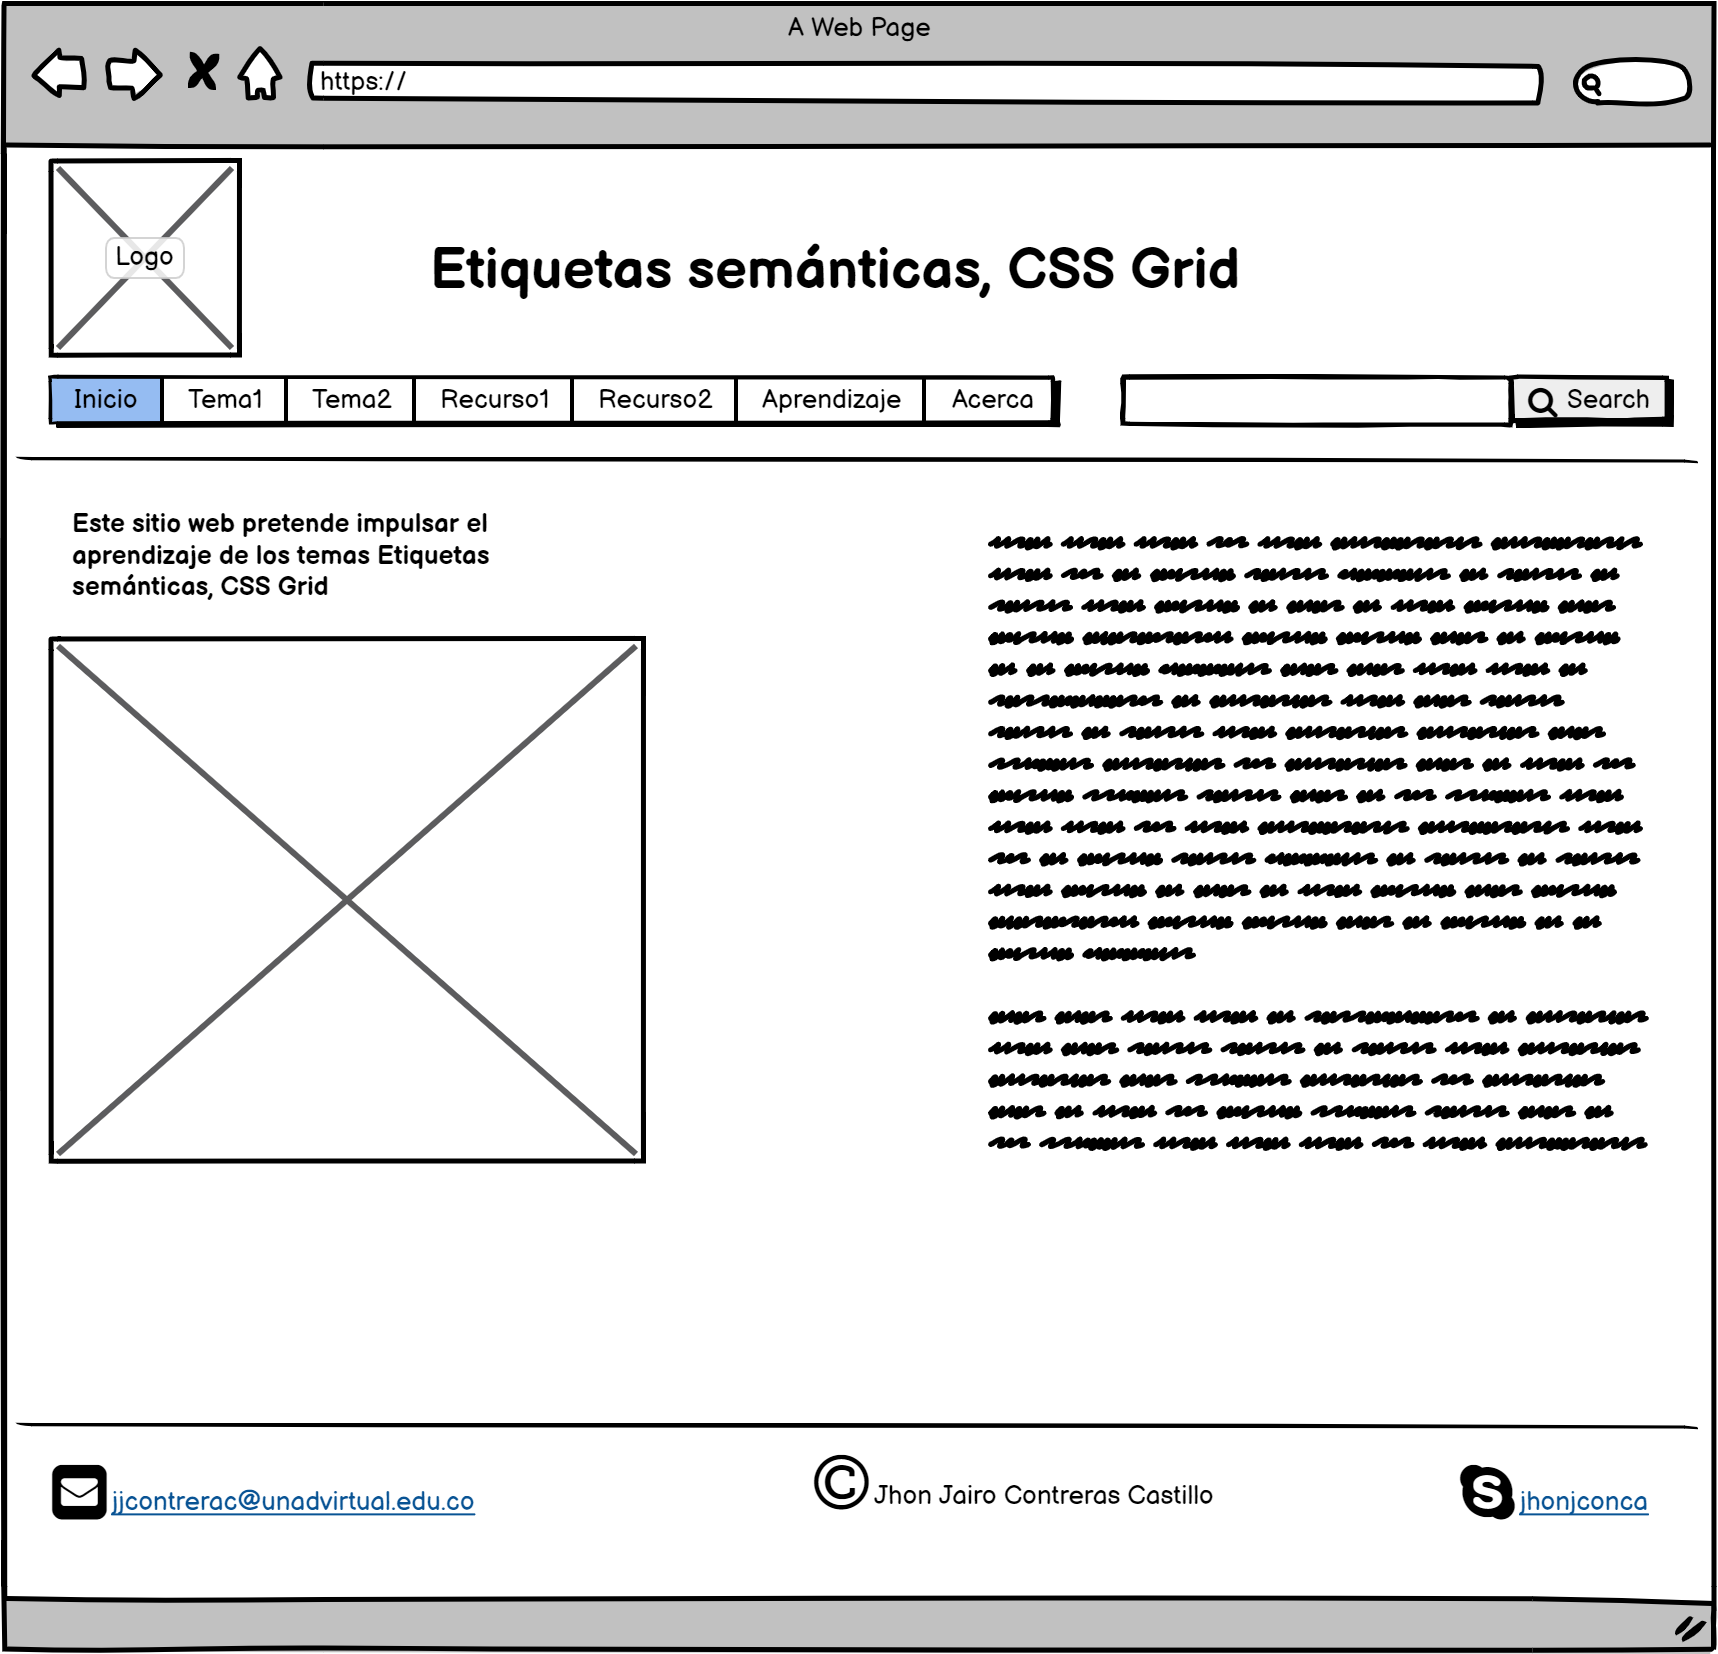 A Web Page
https://
Logo
Etiquetas semánticas, CSS Grid
Inicio Tema1 Tema2 Recurso1 Recurso2 Aprendizaje Acerca Search
Este sitio web pretende impulsar el
aprendizaje de los temas Etiquetas
semánticas, CSS Grid
jjcontrerac@unadvirtual.edu.co
© Jhon Jairo Contreras Castillo
jhonjconca